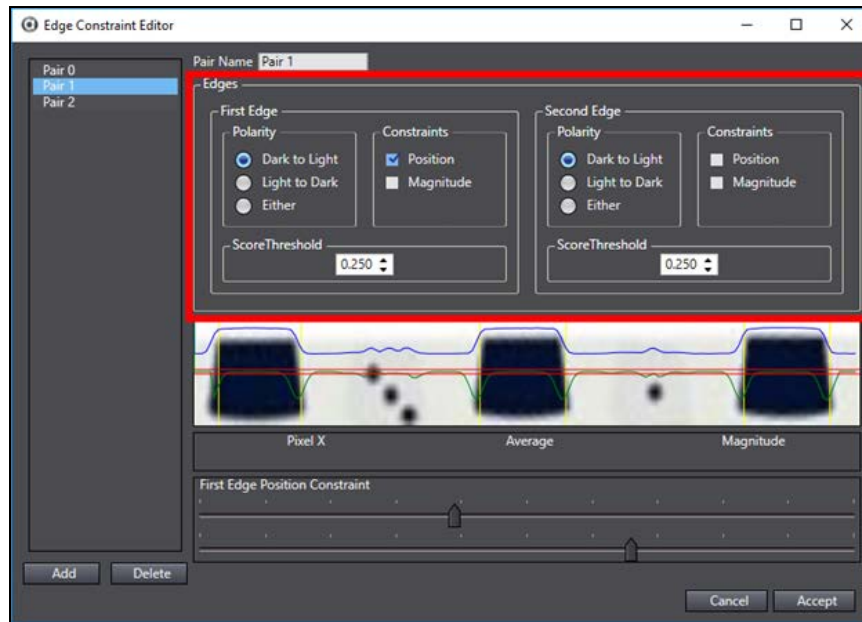 Edge Constraint Editor
Pair 0
Pair 1
Pair 2
Pair Name Pair 1
Edges
First Edge
Polarity
Dark to Light
Light to Dark
Either
Constraints
Position
Magnitude
ScoreThreshold
0.250
Second Edge
Polarity
Dark to Light
Light to Dark
Either
Constraints
Position
Magnitude
ScoreThreshold
0.250
Pixel X Average Magnitude
First Edge Position Constraint
Add Delete
Cancel Accept